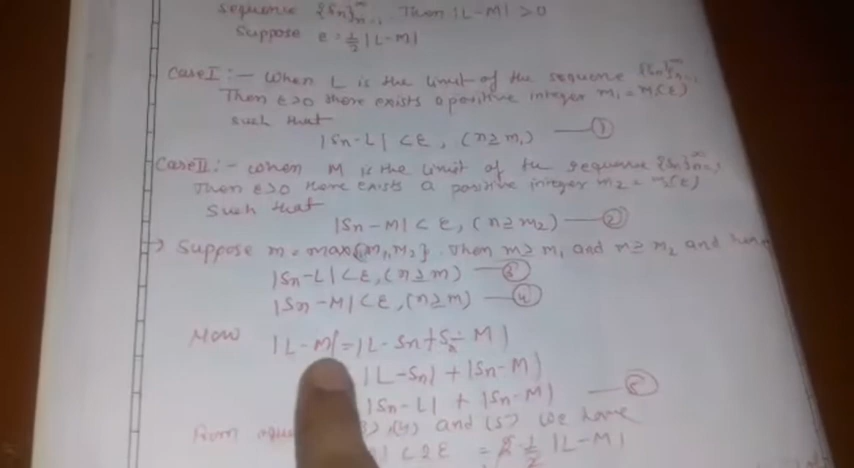 sequence {Sn}∞n=1, Then |L-M| > 0
Suppose ε = 1/2 |L-M|
Case I :- When L is the limit of the sequence {Sn}∞n=1
Then ε>0 there exists a positive integer m1 = m1(ε)
such that
|Sn-L| < ε, (n≥m1) —①
Case II :- when M is the limit of the sequence {Sn}∞n=1
Then ε>0 there exists a positive integer m2 = m2(ε)
Such that
|Sn-M| < ε, (n≥m2) —②
→ Suppose m = max{m1, m2}. Then m≥m1 and m≥m2 and
|Sn-L| < ε, (n≥m) —③
|Sn-M| < ε, (n≥m) —④
Now |L-M| = |L-Sn+Sn-M|
|L-Sn| + |Sn-M|
|Sn-L| + |Sn-M| —⑤
From 3), (4) and (5) we have
| < 2ε = 2·1/2 |L-M|